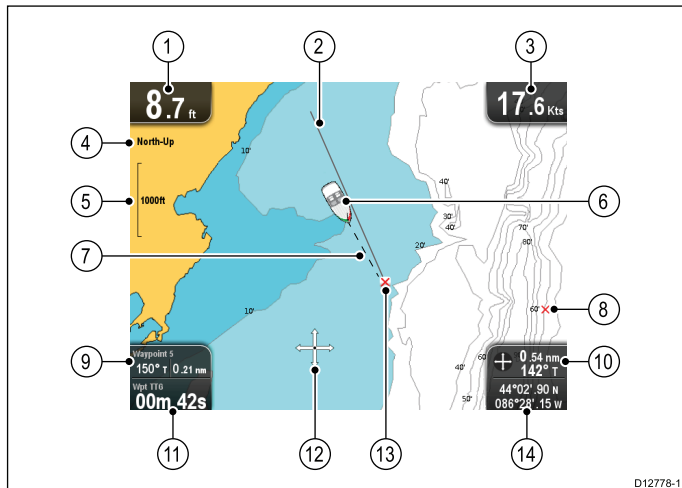 1
2
3
8.7 ft
17.6 Kts
4
North-Up
10'
40'
5
1000ft
6
30'
40'
70'
80'
20'
7
10'
60'
8
9
Waypoint 5
150° T 0.21 nm
60'
0.54 nm
142° T
10
40'
Wpt TTG
00m 42s
44°02'.90 N
086°28'.15 W
50'
11
12
13
14
D12778-1